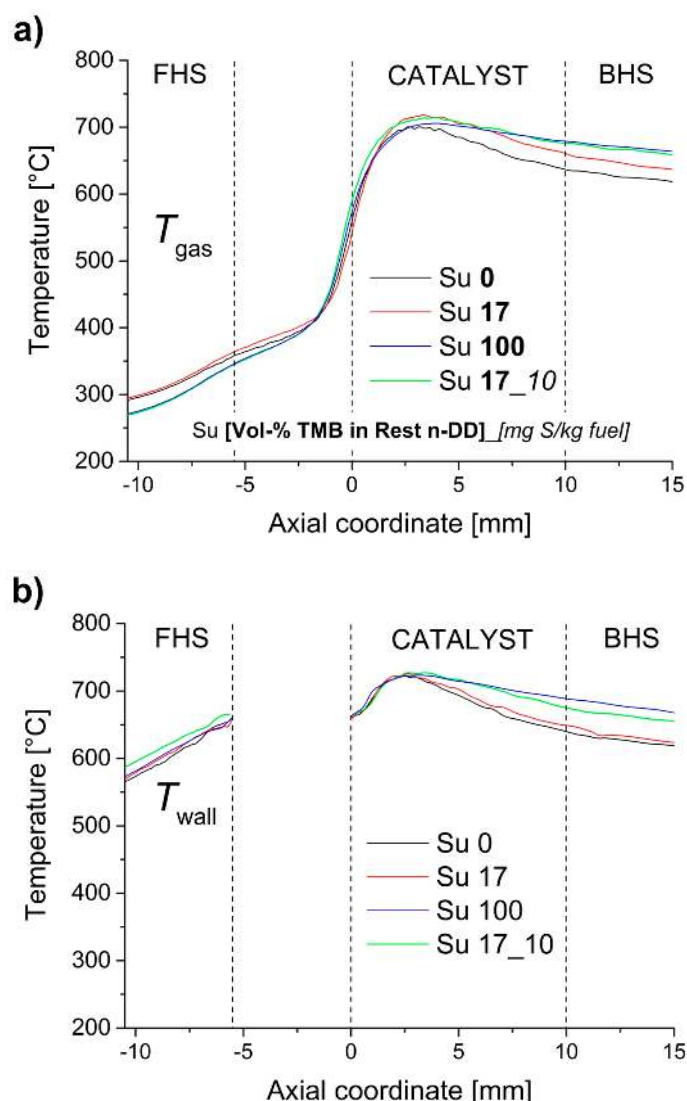 a)
800
700
600
500
400
300
200
Temperature [°C]
FHS
CATALYST
BHS
T gas
Su 0
Su 17
Su 100
Su 17_10
Su [Vol-% TMB in Rest n-DD]_[mg S/kg fuel]
-10
-5
0
5
10
15
Axial coordinate [mm]
b)
800
700
600
500
400
300
200
Temperature [°C]
FHS
CATALYST
BHS
T wall
Su 0
Su 17
Su 100
Su 17_10
-10
-5
0
5
10
15
Axial coordinate [mm]